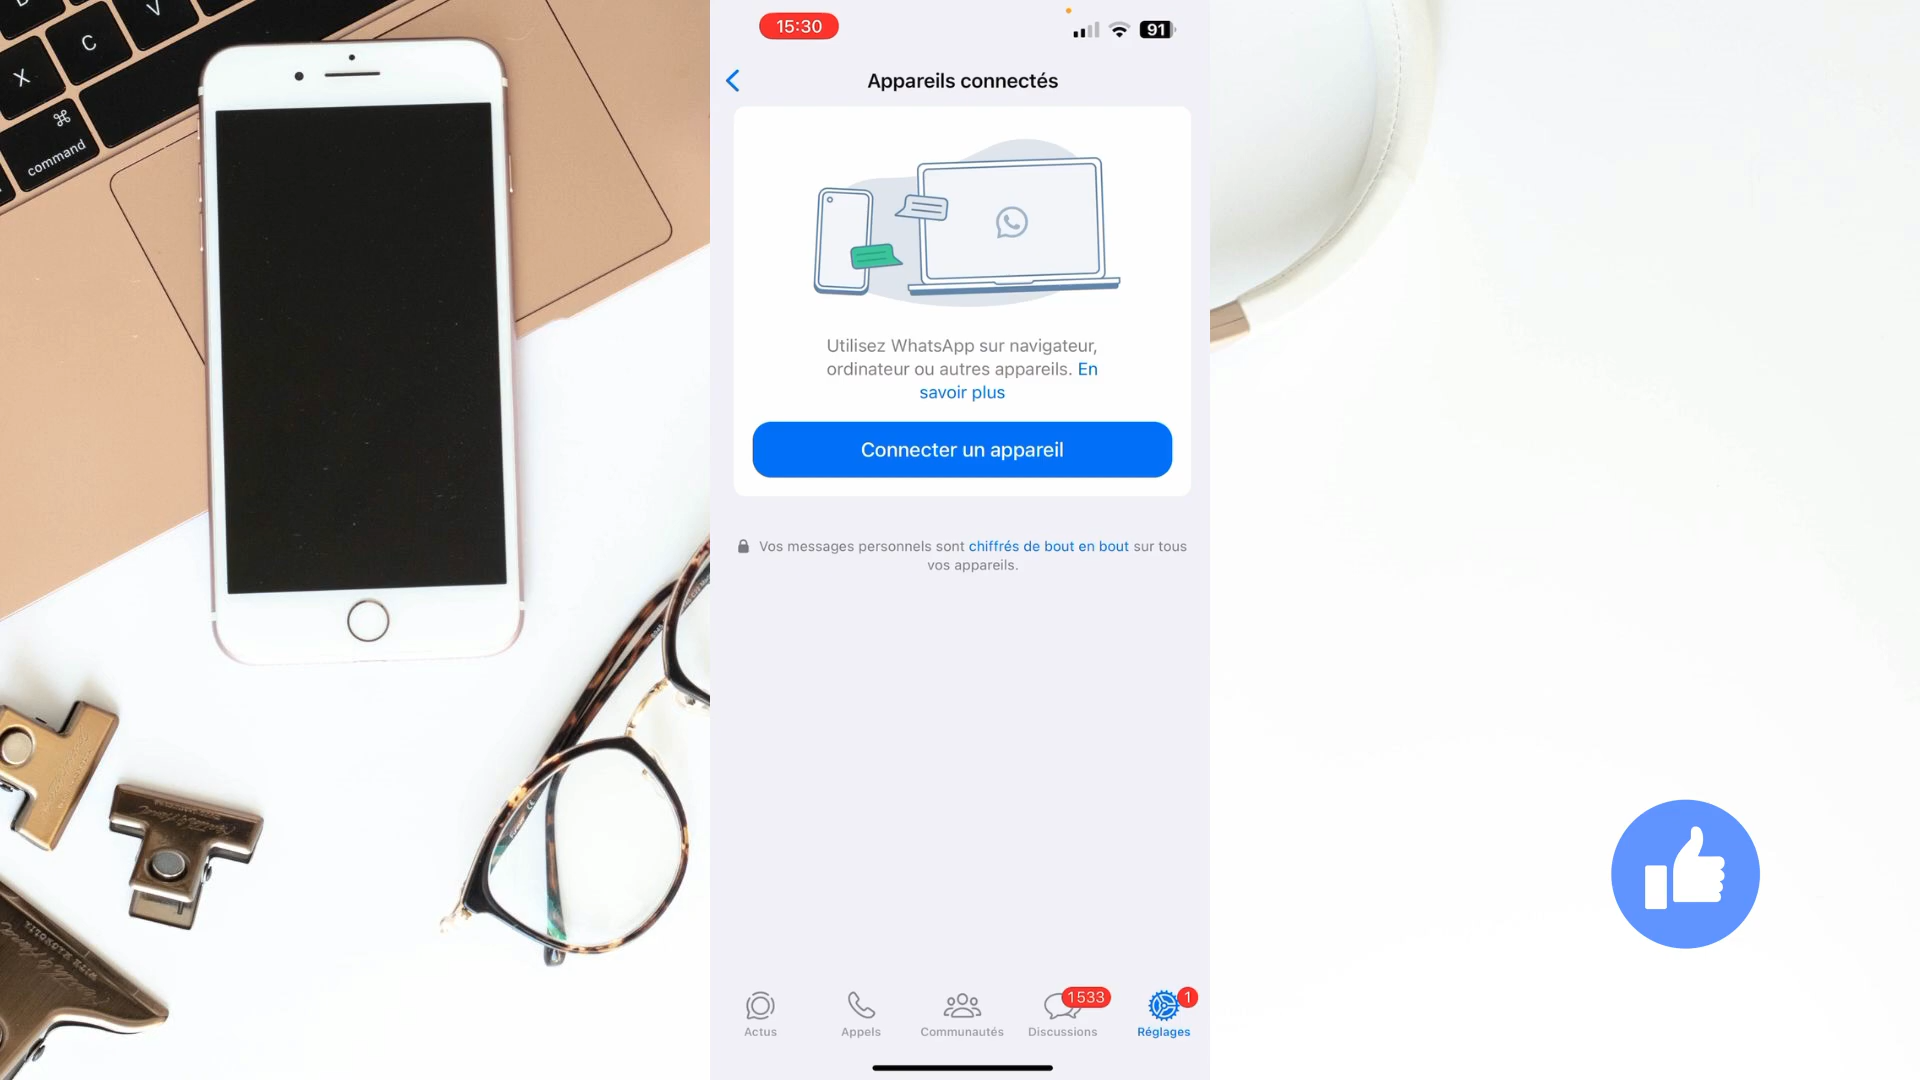 V
C
X
⌘
command
15:30
91
Appareils connectés
Utilisez WhatsApp sur navigateur,
ordinateur ou autres appareils. En
savoir plus
Connecter un appareil
Vos messages personnels sont chiffrés de bout en bout sur tous
vos appareils.
1533
1
Actus
Appels
Communautés
Discussions
Réglages